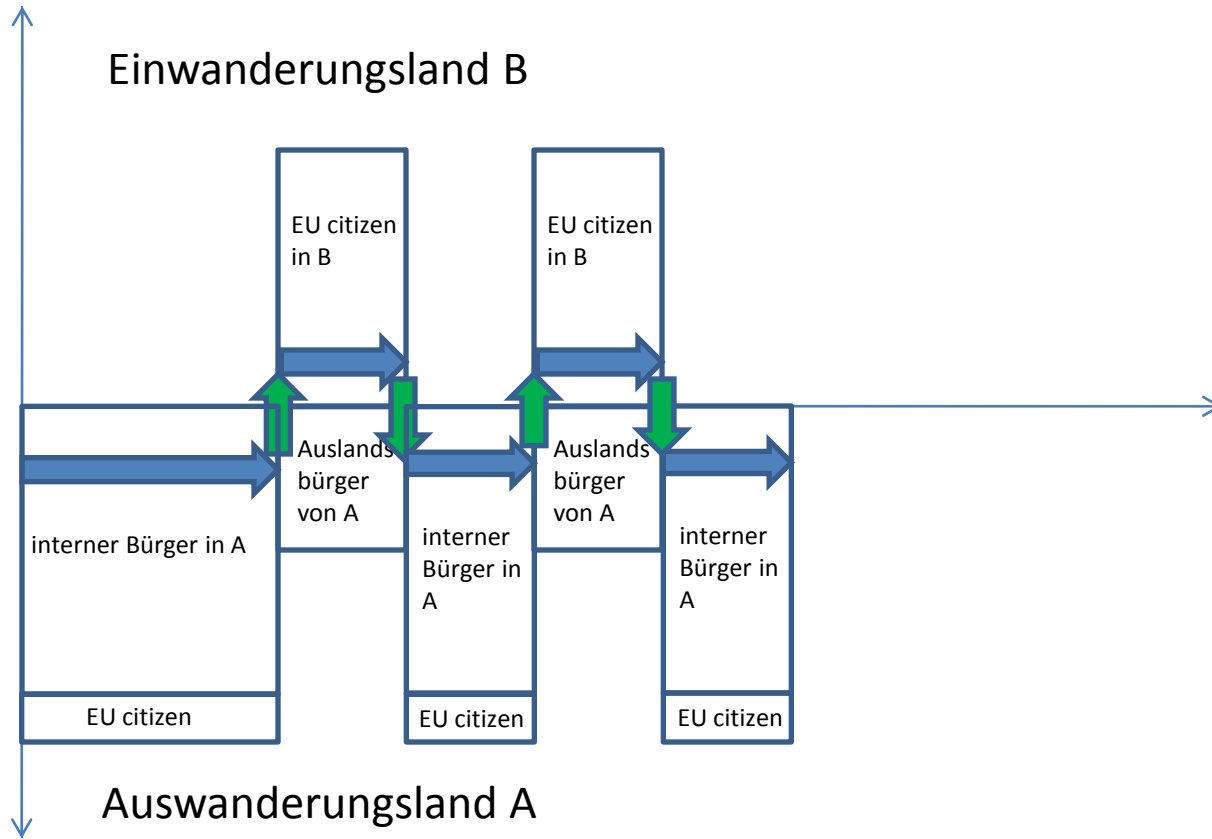 Einwanderungsland B
EU citizen
in B
EU citizen
in B
Auslands
bürger
von A
Auslands
bürger
von A
interner Bürger in A
interner
Bürger in
A
interner
Bürger in
A
EU citizen
EU citizen
EU citizen
Auswanderungsland A